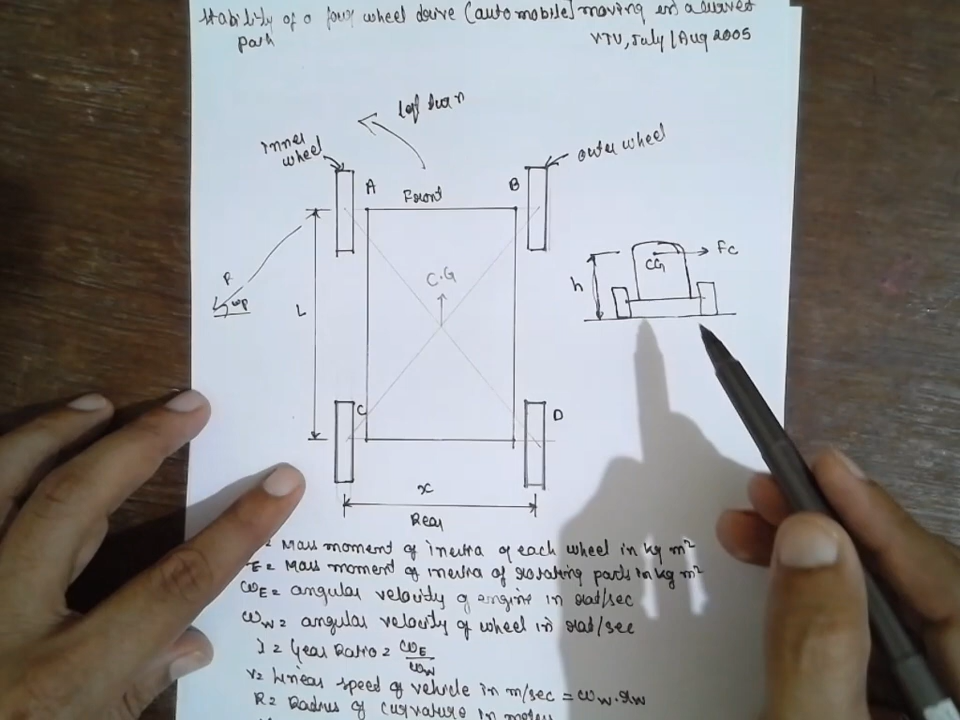 Stability of a four wheel drive (automobile) moving in a curved
path
VTU, July/Aug 2005
left turn
inner
wheel
outer wheel
A
Front
B
R
ωp
L
C.G
h
CG
Fc
C
D
x
Rear
= Mass moment of inertia of each wheel in kg m²
= Mass moment of inertia of rotating parts in kg m²
ωE = angular velocity of engine in rad/sec
ωW = angular velocity of wheel in rad/sec
= Gear Ratio = ωE/ωW
V = Linear speed of vehicle in m/sec = ωW.rW
R = Radius of curvature in meter